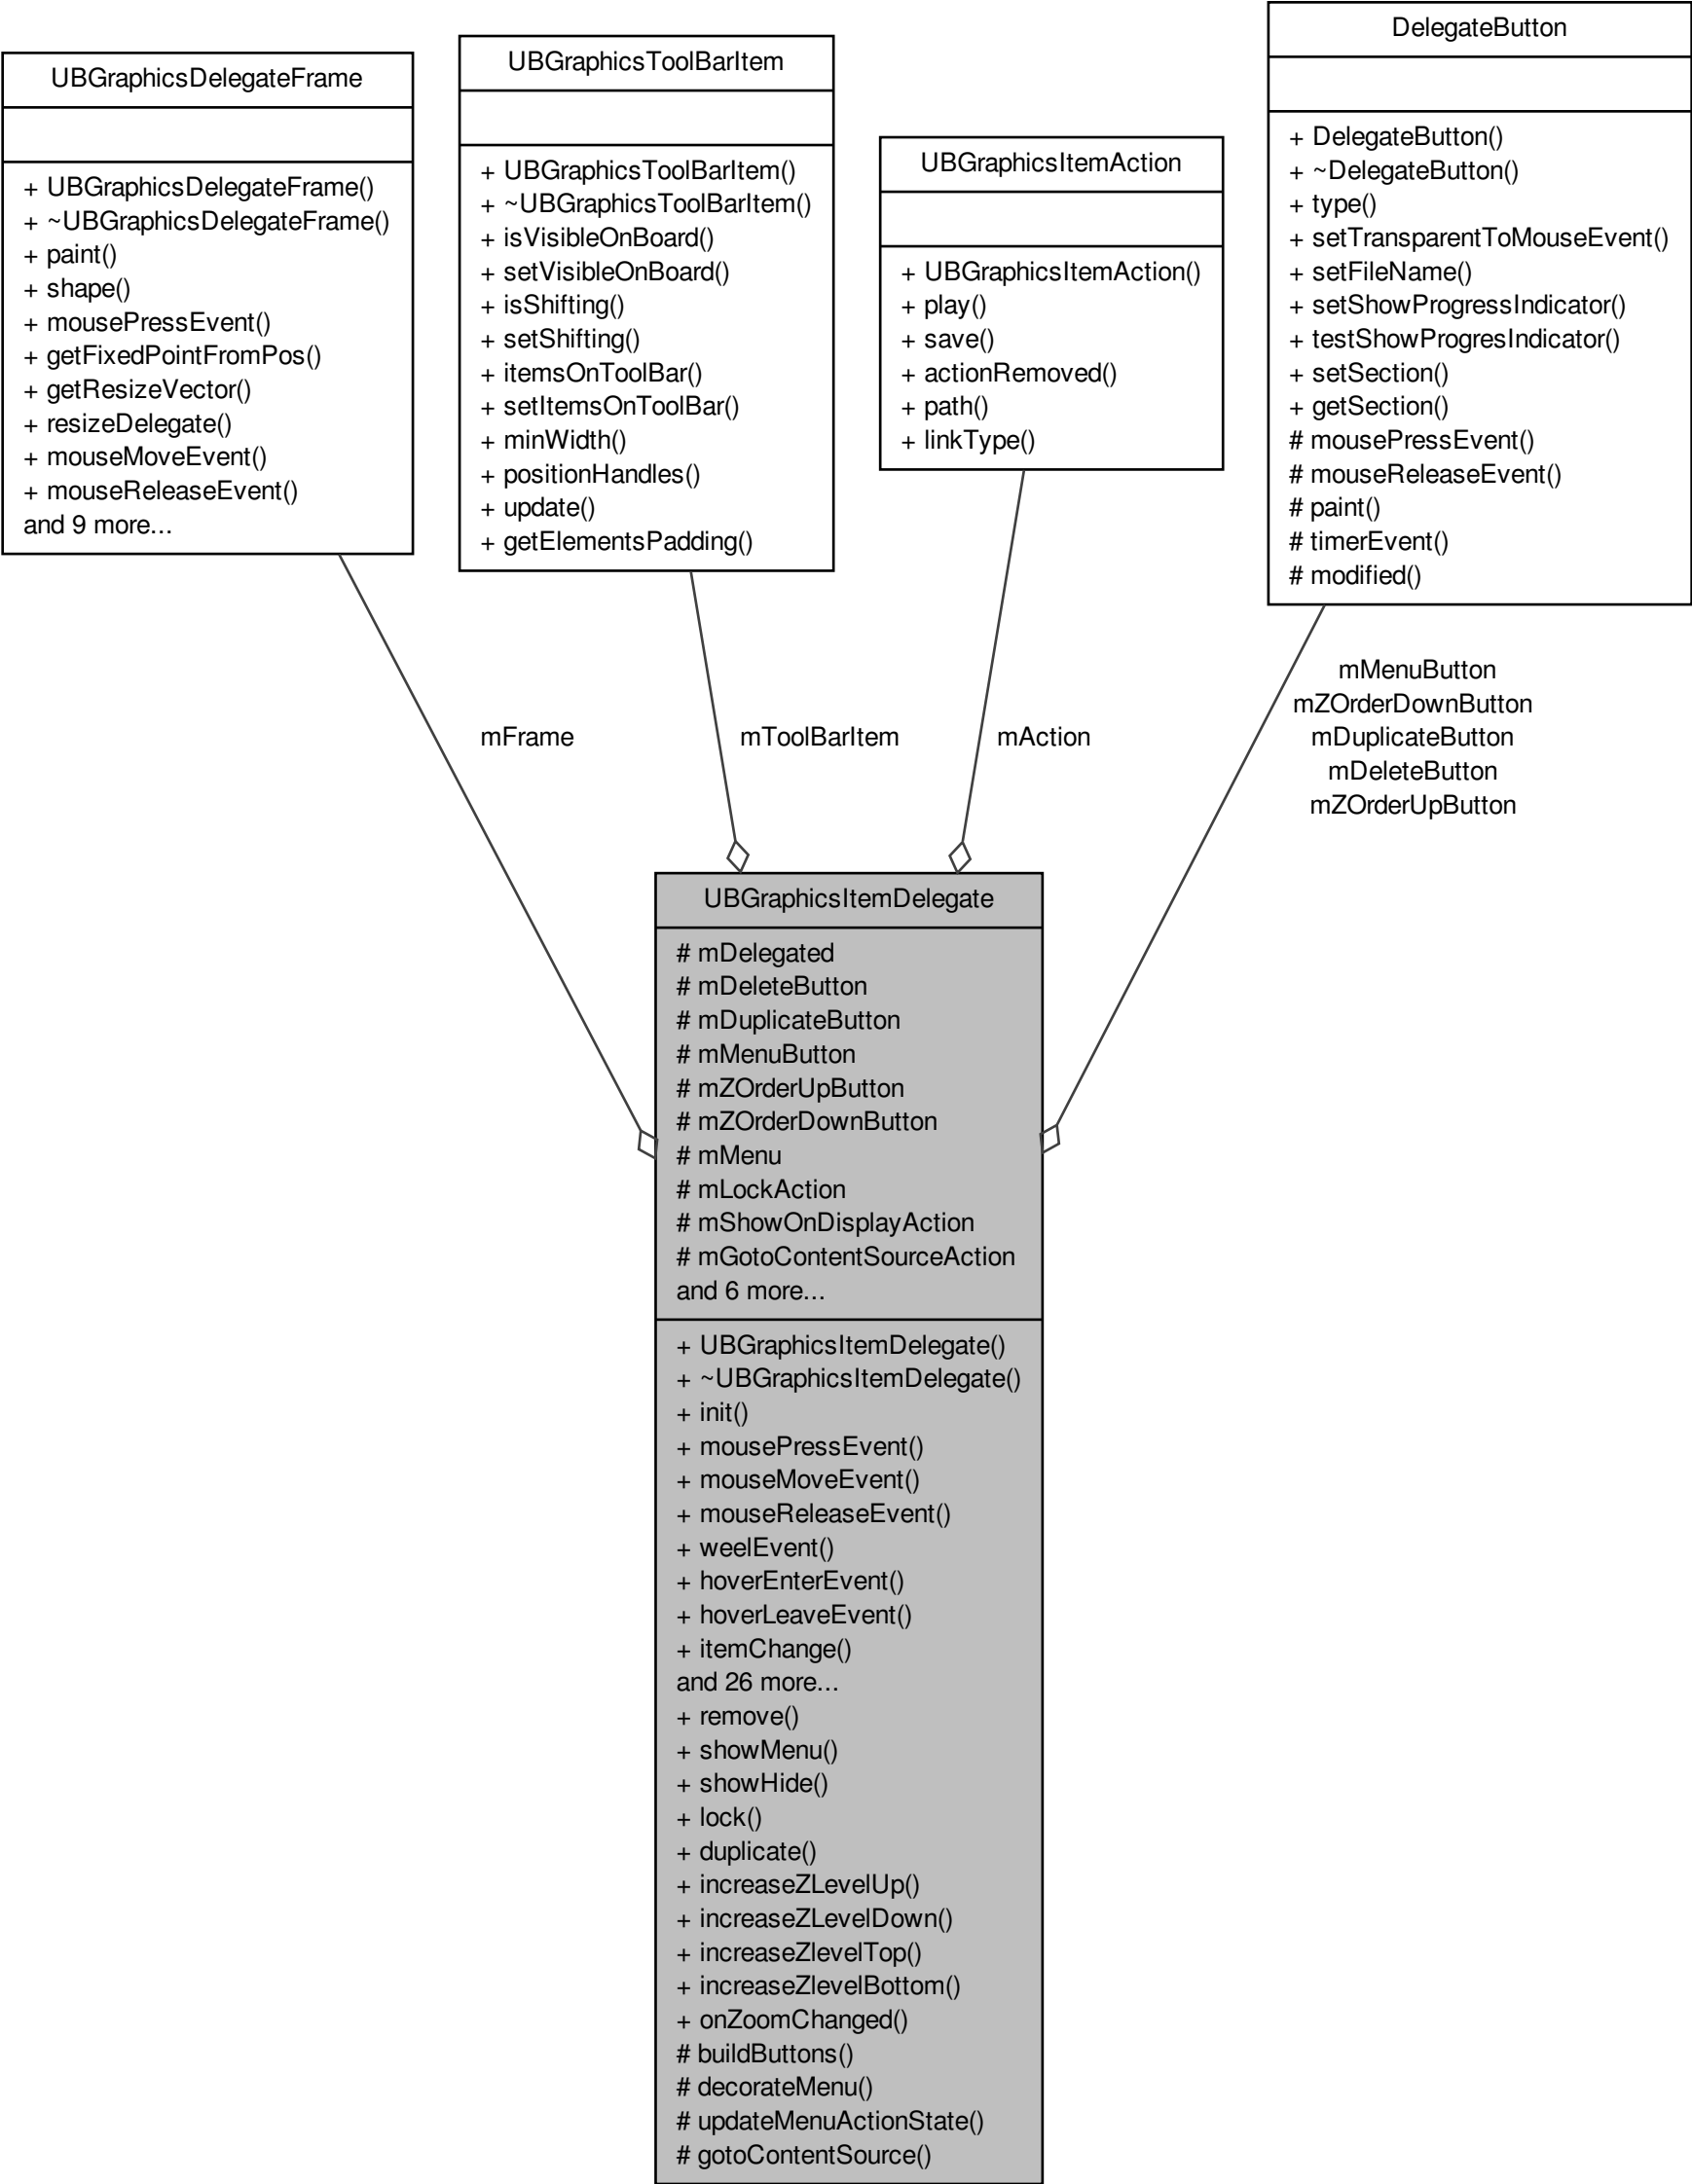 UBGraphicsDelegateFrame
+ UBGraphicsDelegateFrame()
+ ~UBGraphicsDelegateFrame()
+ paint()
+ shape()
+ mousePressEvent()
+ getFixedPointFromPos()
+ getResizeVector()
+ resizeDelegate()
+ mouseMoveEvent()
+ mouseReleaseEvent()
and 9 more...
UBGraphicsToolBarItem
+ UBGraphicsToolBarItem()
+ ~UBGraphicsToolBarItem()
+ isVisibleOnBoard()
+ setVisibleOnBoard()
+ isShifting()
+ setShifting()
+ itemsOnToolBar()
+ setItemsOnToolBar()
+ minWidth()
+ positionHandles()
+ update()
+ getElementsPadding()
UBGraphicsItemAction
+ UBGraphicsItemAction()
+ play()
+ save()
+ actionRemoved()
+ path()
+ linkType()
DelegateButton
+ DelegateButton()
+ ~DelegateButton()
+ type()
+ setTransparentToMouseEvent()
+ setFileName()
+ setShowProgressIndicator()
+ testShowProgresIndicator()
+ setSection()
+ getSection()
# mousePressEvent()
# mouseReleaseEvent()
# paint()
# timerEvent()
# modified()
mFrame
mToolBarItem
mAction
mMenuButton
mZOrderDownButton
mDuplicateButton
mDeleteButton
mZOrderUpButton
UBGraphicsItemDelegate
# mDelegated
# mDeleteButton
# mDuplicateButton
# mMenuButton
# mZOrderUpButton
# mZOrderDownButton
# mMenu
# mLockAction
# mShowOnDisplayAction
# mGotoContentSourceAction
and 6 more...
+ UBGraphicsItemDelegate()
+ ~UBGraphicsItemDelegate()
+ init()
+ mousePressEvent()
+ mouseMoveEvent()
+ mouseReleaseEvent()
+ weelEvent()
+ hoverEnterEvent()
+ hoverLeaveEvent()
+ itemChange()
and 26 more...
+ remove()
+ showMenu()
+ showHide()
+ lock()
+ duplicate()
+ increaseZLevelUp()
+ increaseZLevelDown()
+ increaseZlevelTop()
+ increaseZlevelBottom()
+ onZoomChanged()
# buildButtons()
# decorateMenu()
# updateMenuActionState()
# gotoContentSource()